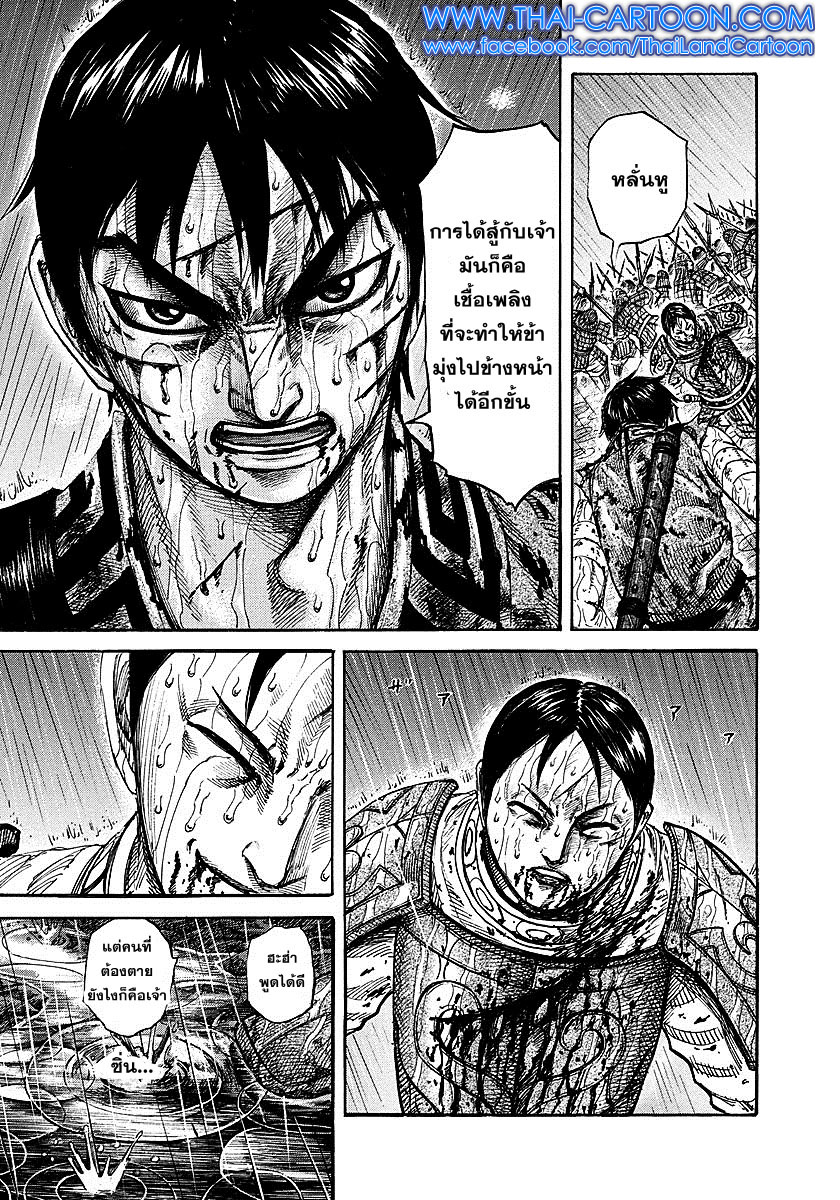 WWW.THAI-CARTOON.COM
www.facebook.com/ThaiLandCartoon
หลั่นทู
การได้สู้กับเจ้า
มันก็คือ
เชื้อเพลิง
ที่จะทำให้ข้า
มุ่งไปข้างหน้า
ได้อีกขั้น
ฮะฮ่า
พูดได้ดี
แต่คนที่
ต้องตาย
ยังไงก็คือเจ้า
ซิ่น...